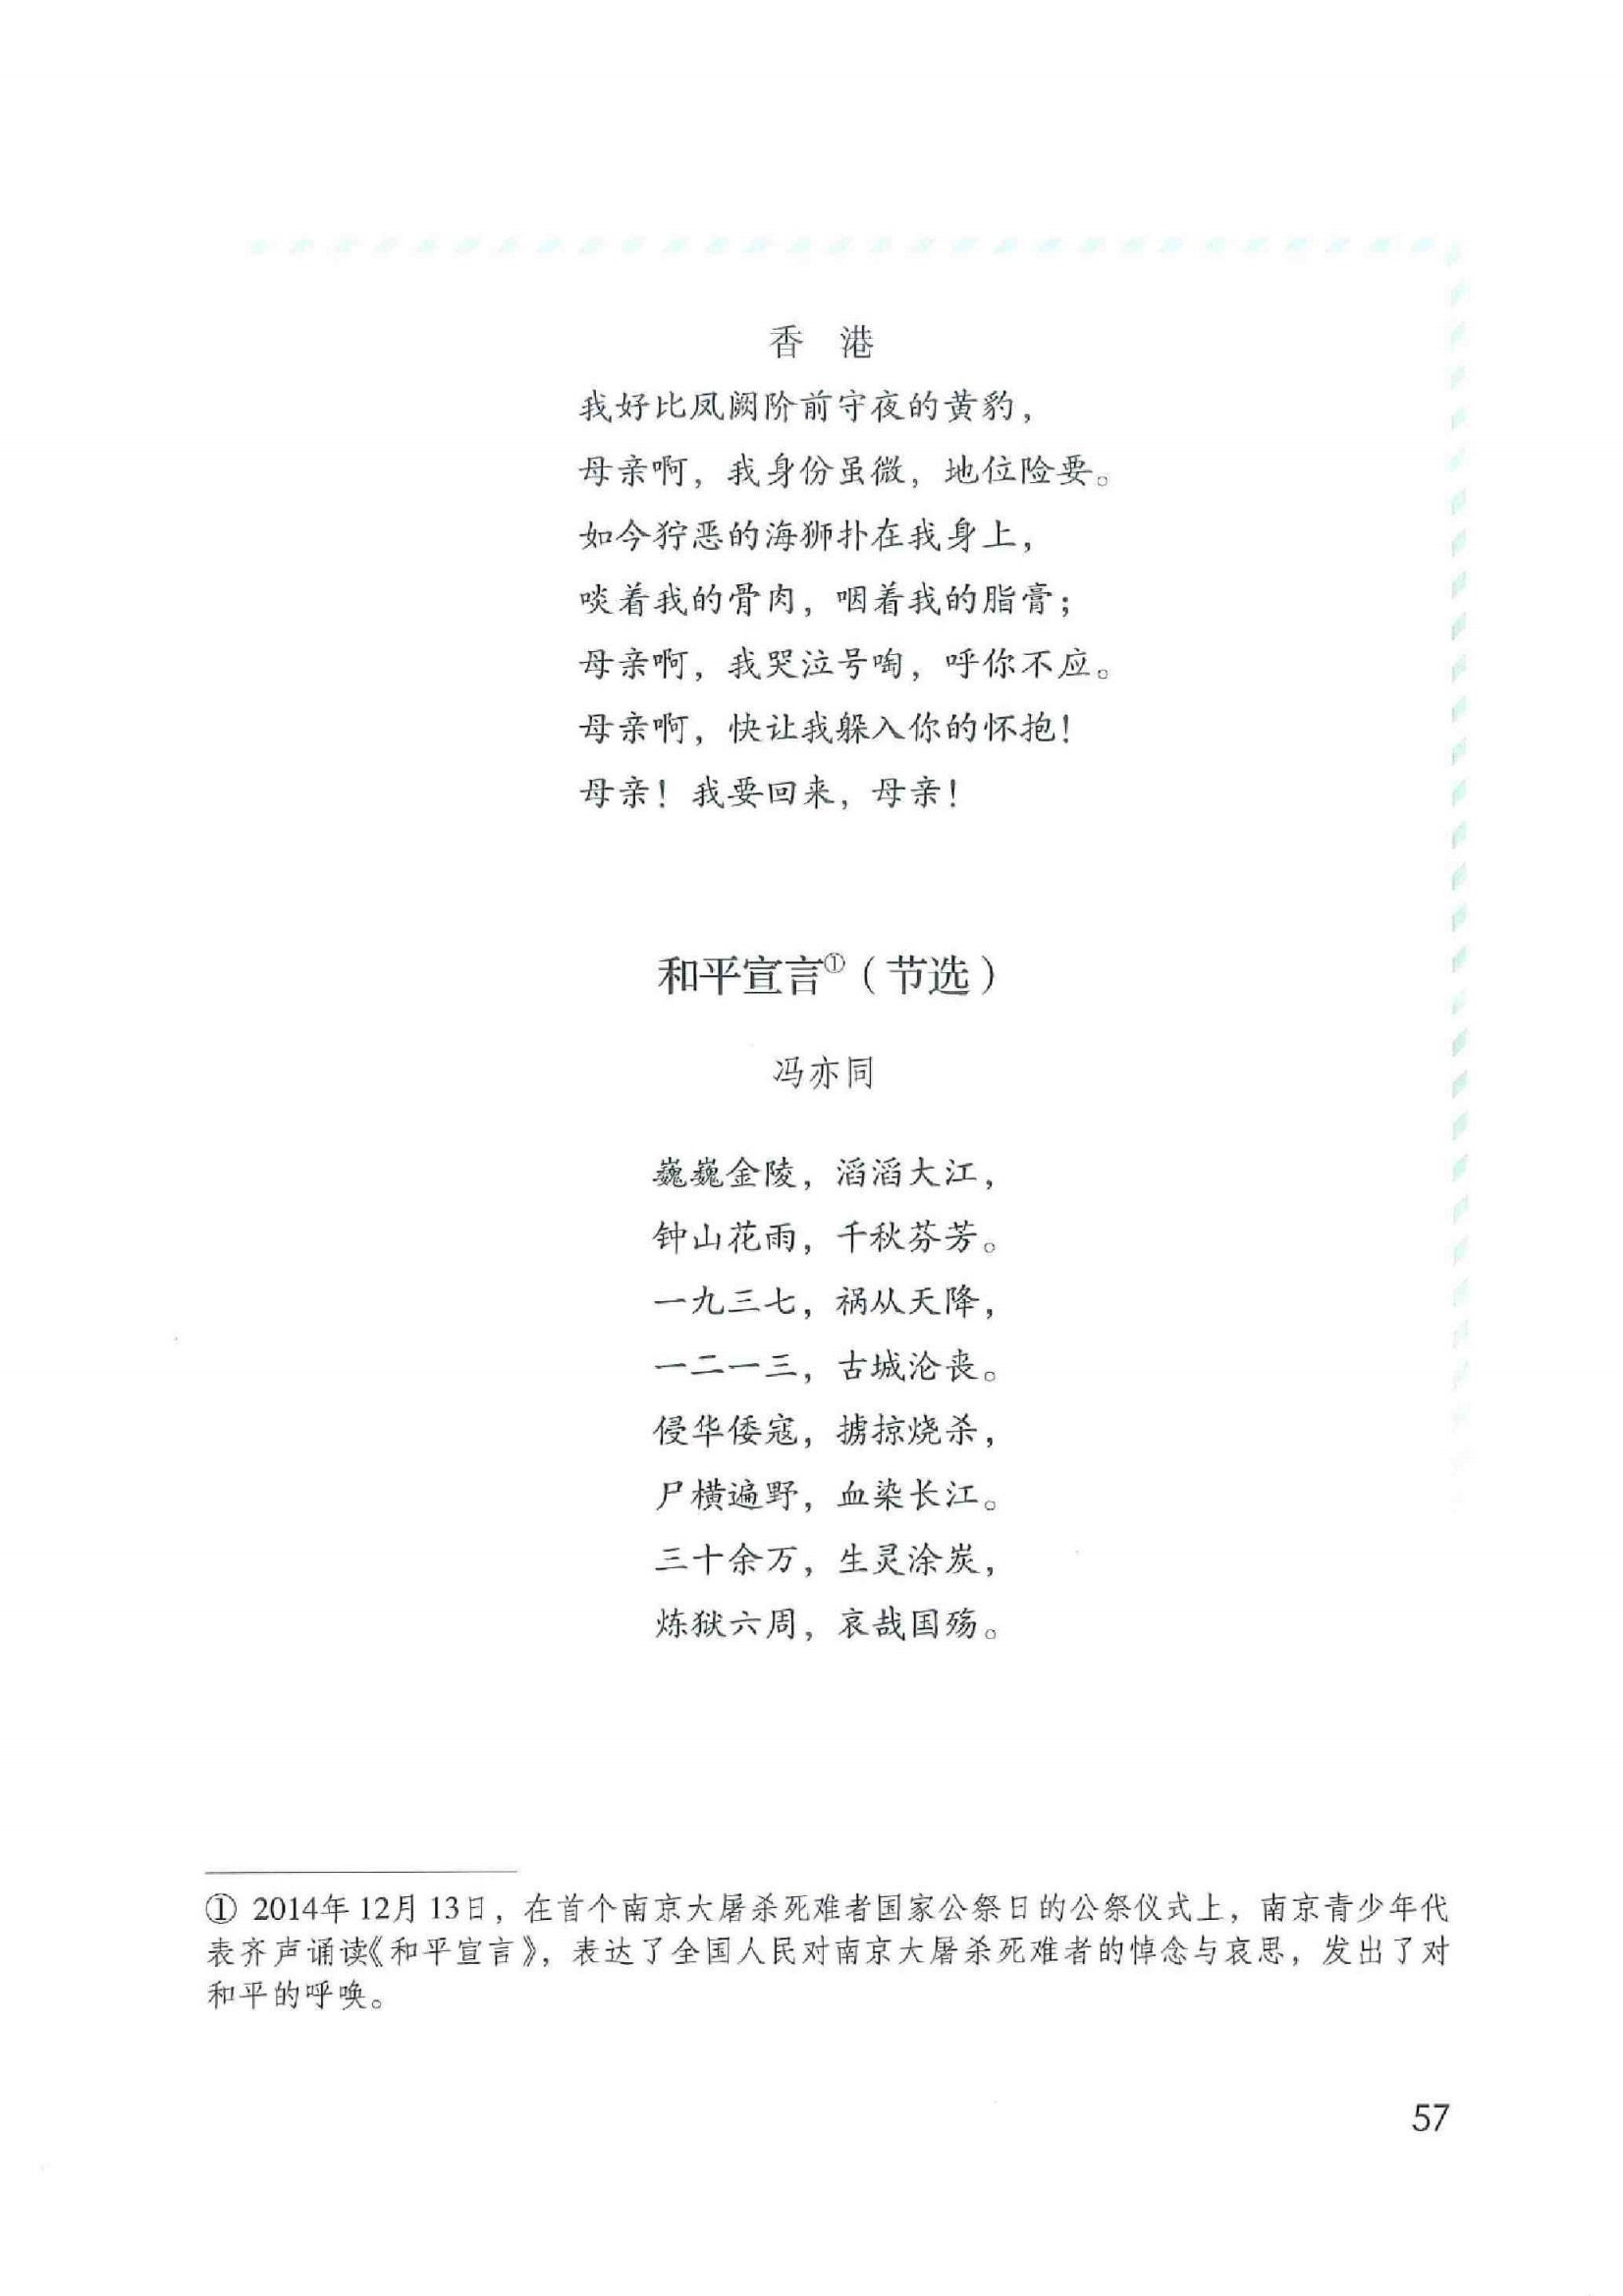 香 港
我好比凤阙阶前守夜的黄豹，
母亲啊，我身份虽微，地位险要。
如今狞恶的海狮扑在我身上，
啖着我的骨肉，咽着我的脂膏；
母亲啊，我哭泣号啕，呼你不应。
母亲啊，快让我躲入你的怀抱！
母亲！我要回来，母亲！
和平宣言①（节选）
冯亦同
巍巍金陵，滔滔大江，
钟山花雨，千秋芬芳。
一九三七，祸从天降，
一二一三，古城沦丧。
侵华倭寇，掳掠烧杀，
尸横遍野，血染长江。
三十余万，生灵涂炭，
炼狱六周，哀哉国殇。
① 2014年12月13日，在首个南京大屠杀死难者国家公祭日的公祭仪式上，南京青少年代
表齐声诵读《和平宣言》，表达了全国人民对南京大屠杀死难者的悼念与哀思，发出了对
和平的呼唤。
57